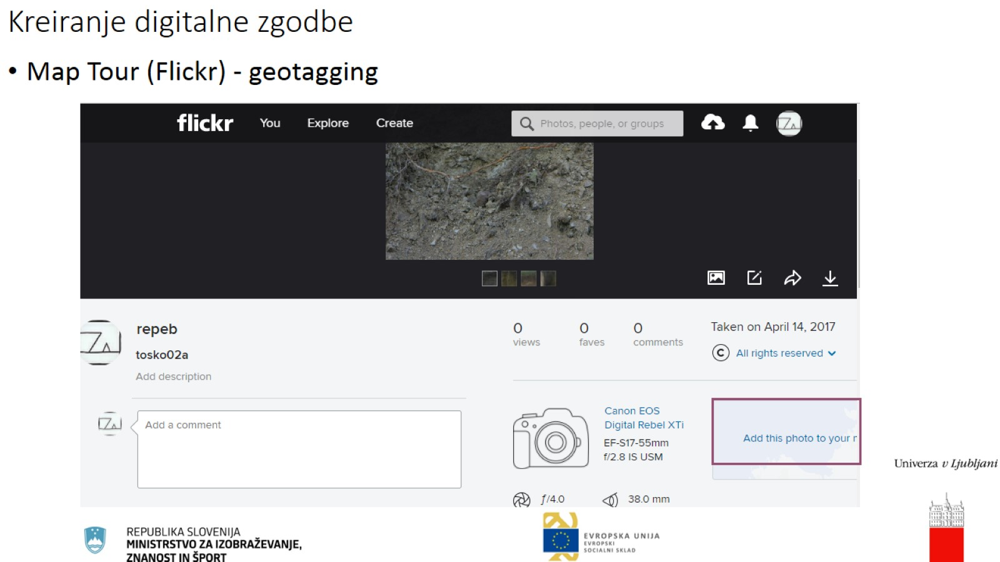 Kreiranje digitalne zgodbe
• Map Tour (Flickr) - geotagging
flickr You Explore Create Photos, people, or groups
repeb
tosko02a
Add description
Add a comment
0 0 0
views faves comments
Taken on April 14, 2017
All rights reserved
Canon EOS
Digital Rebel XTi
EF-S17-55mm
f/2.8 IS USM
Add this photo to your
ƒ/4.0 38.0 mm
Univerza v Ljubljani
REPUBLIKA SLOVENIJA
MINISTRSTVO ZA IZOBRAŽEVANJE,
ZNANOST IN ŠPORT
EVROPSKA UNIJA
EVROPSKI
SOCIALNI SKLAD